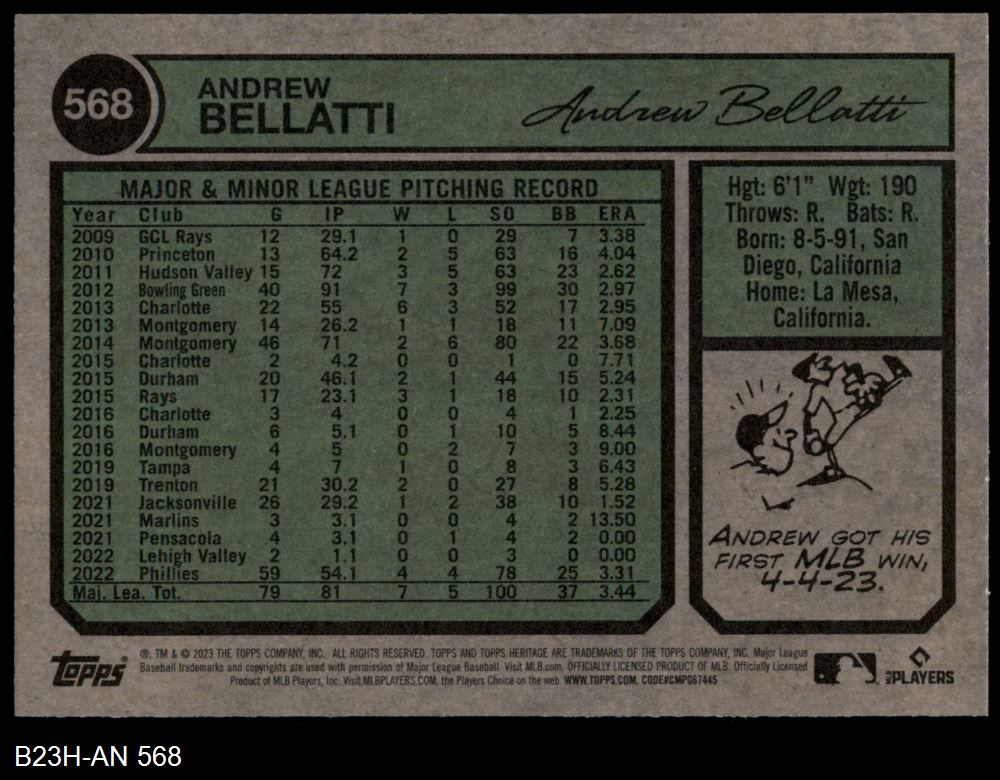 568
ANDREW
BELLATTI
Andrew Bellatti
MAJOR & MINOR LEAGUE PITCHING RECORD
Year Club G IP W L SO BB ERA
2009 GCL Rays 12 29.1 1 0 29 7 3.38
2010 Princeton 13 64.2 2 5 63 16 4.04
2011 Hudson Valley 15 72 3 5 63 23 2.62
2012 Bowling Green 40 91 7 3 99 30 2.97
2013 Charlotte 22 55 6 3 52 17 2.95
2013 Montgomery 14 26.2 1 1 18 11 7.09
2014 Montgomery 46 71 2 6 80 22 3.68
2015 Charlotte 2 4.2 0 0 1 0 7.71
2015 Durham 20 46.1 2 1 44 15 5.24
2015 Rays 17 23.1 3 1 18 10 2.31
2016 Charlotte 3 4 0 0 4 1 2.25
2016 Durham 6 5.1 0 1 10 5 8.44
2016 Montgomery 4 5 0 2 7 3 9.00
2019 Tampa 4 7 1 0 8 3 6.43
2019 Trenton 21 30.2 2 0 27 8 5.28
2021 Jacksonville 26 29.2 1 2 38 10 1.52
2021 Marlins 3 3.1 0 0 4 2 13.50
2021 Pensacola 4 3.1 0 1 4 2 0.00
2022 Lehigh Valley 2 1.1 0 0 3 0 0.00
2022 Phillies 59 54.1 4 4 78 25 3.31
Maj. Lea. Tot. 79 81 7 5 100 37 3.44
Hgt: 6'1" Wgt: 190
Throws: R. Bats: R.
Born: 8-5-91, San
Diego, California
Home: La Mesa,
California.
ANDREW GOT HIS
FIRST MLB WIN,
4-4-23.
Topps®
®, TM & © 2023 THE TOPPS COMPANY, INC. ALL RIGHTS RESERVED. TOPPS AND TOPPS HERITAGE ARE TRADEMARKS OF THE TOPPS COMPANY, INC. Major League
Baseball trademarks and copyrights are used with permission of Major League Baseball. Visit MLB.com. OFFICIALLY LICENSED PRODUCT OF MLB. Officially Licensed
Product of MLB Players, Inc. Visit MLBPLAYERS.COM, the Players Choice on the web. WWW.TOPPS.COM. CODE#CMP067445
MLB PLAYERS
B23H-AN 568